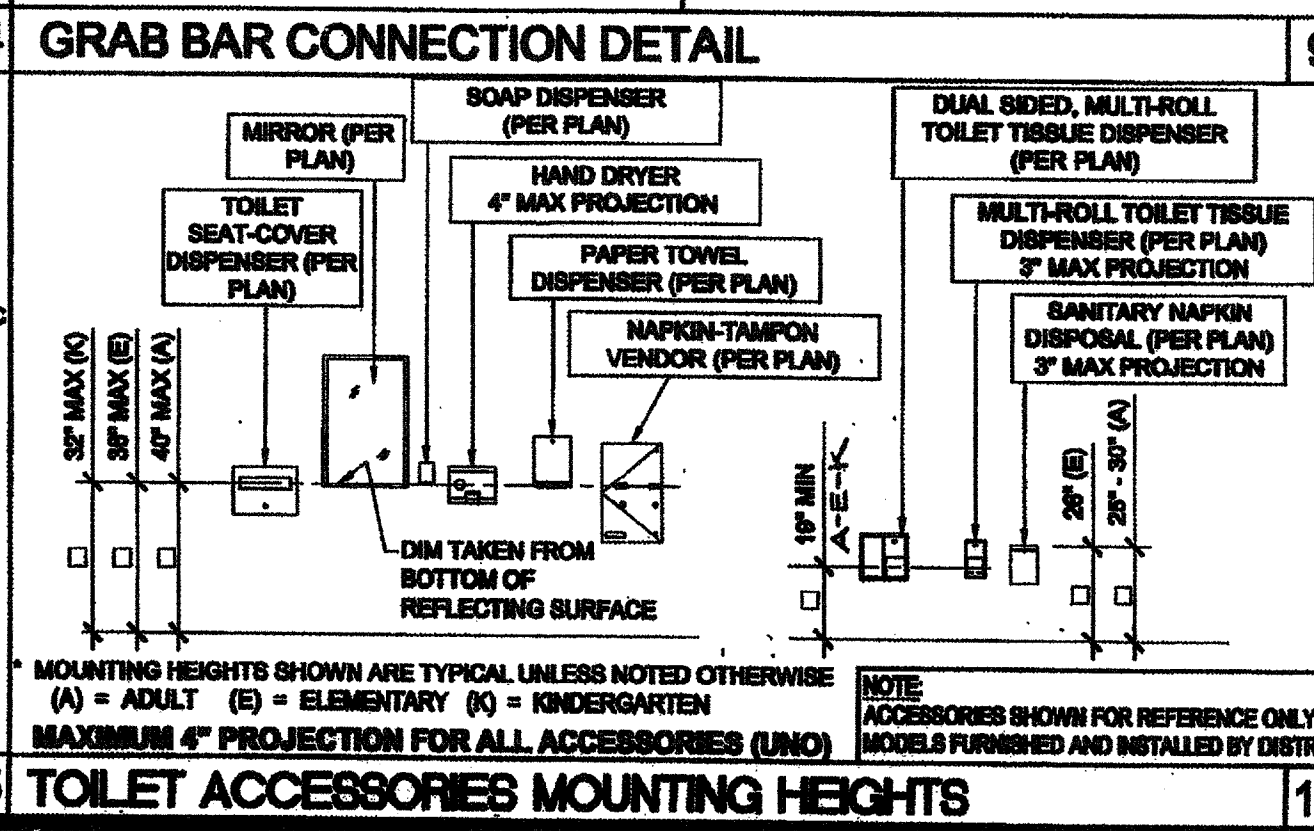 GRAB BAR CONNECTION DETAIL
SOAP DISPENSER
(PER PLAN)
MIRROR (PER
PLAN)
HAND DRYER
4" MAX PROJECTION
TOILET
SEAT-COVER
DISPENSER (PER
PLAN)
PAPER TOWEL
DISPENSER (PER PLAN)
NAPKIN-TAMPON
VENDOR (PER PLAN)
DUAL SIDED, MULTI-ROLL
TOILET TISSUE DISPENSER
(PER PLAN)
MULTI-ROLL TOILET TISSUE
DISPENSER (PER PLAN)
3" MAX PROJECTION
SANITARY NAPKIN
DISPOSAL (PER PLAN)
3" MAX PROJECTION
32" MAX (K)
MAX (E)
40" MAX (A)
DIM TAKEN FROM
BOTTOM OF
REFLECTING SURFACE
19" MIN
A-E-K
(E)
- 30" (A)
* MOUNTING HEIGHTS SHOWN ARE TYPICAL UNLESS NOTED OTHERWISE
(A) = ADULT (E) = ELEMENTARY (K) = KINDERGARTEN
MAXIMUM 4" PROJECTION FOR ALL ACCESSORIES (UNO)
NOTE:
ACCESSORIES SHOWN FOR REFERENCE ONLY
MODELS FURNISHED AND INSTALLED BY DISTR
TOILET ACCESSORIES MOUNTING HEIGHTS
1